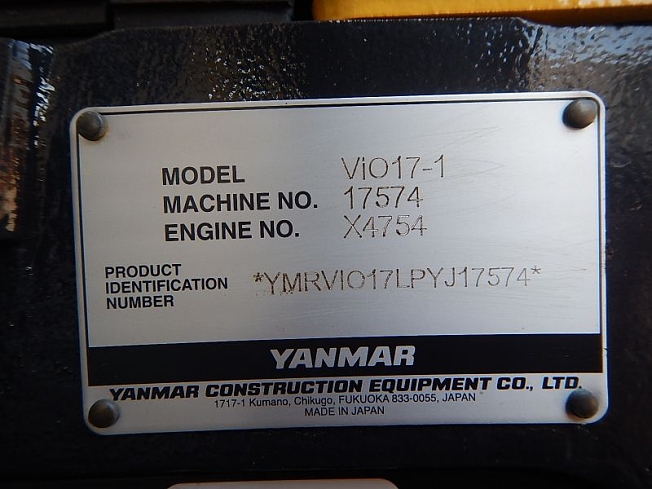 MODEL ViO17-1
MACHINE NO. 17574
ENGINE NO. X4754
PRODUCT
IDENTIFICATION
NUMBER
*YMRVIO17LPYJ17574*
YANMAR
YANMAR CONSTRUCTION EQUIPMENT CO., LTD.
1717-1 Kumano, Chikugo, FUKUOKA 833-0055, JAPAN
MADE IN JAPAN